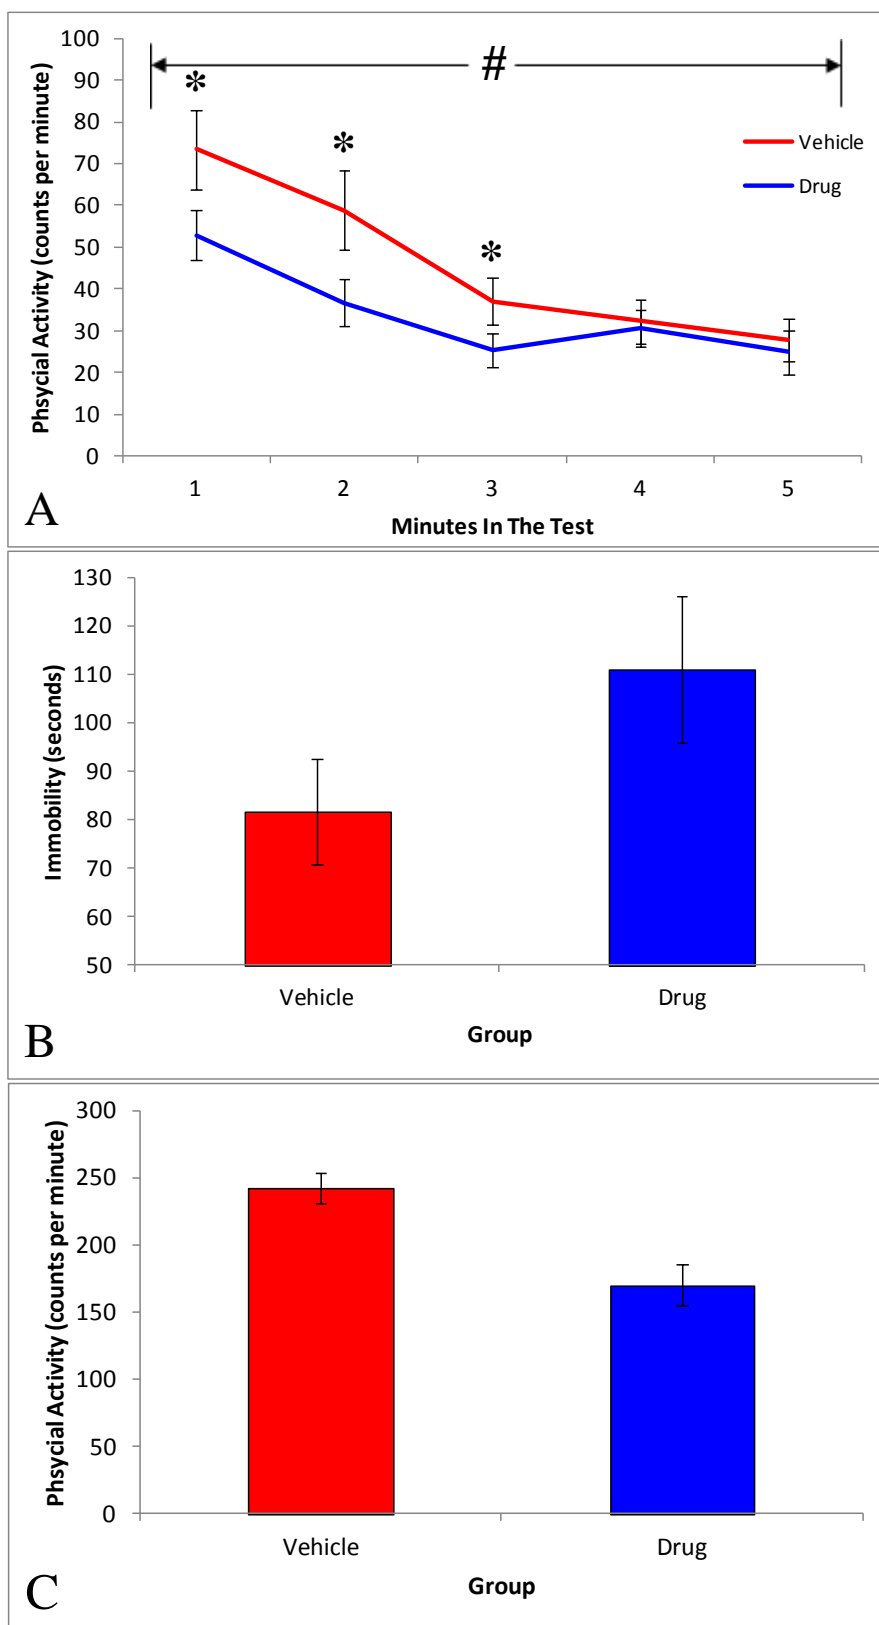 100
90
80
70
60
50
40
30
20
10
0
Phsycial Activity (counts per minute)
#
*
*
*
Vehicle
Drug
1 2 3 4 5
Minutes In The Test
A
130
120
110
100
90
80
70
60
50
Immobility (seconds)
Vehicle Drug
Group
B
300
250
200
150
100
50
0
Phsycial Activity (counts per minute)
Vehicle Drug
Group
C